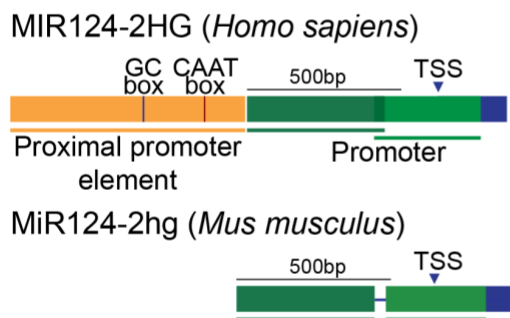 MIR124-2HG (Homo sapiens)
GC box
CAAT box
500bp
TSS
Proximal promoter
element
Promoter
MiR124-2hg (Mus musculus)
500bp
TSS